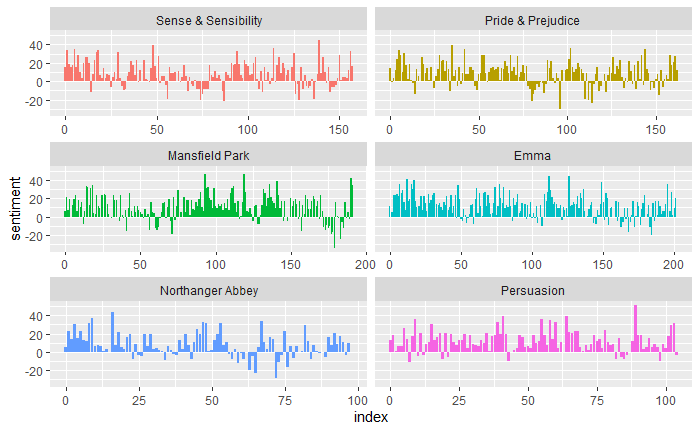 Sense & Sensibility
Pride & Prejudice
40
20
0
-20
0 50 100 150
0 50 100 150
Mansfield Park
Emma
sentiment
40
20
0
-20
0 50 100 150 200
0 50 100 150 200
Northanger Abbey
Persuasion
40
20
0
-20
0 25 50 75 100
0 25 50 75 100
index